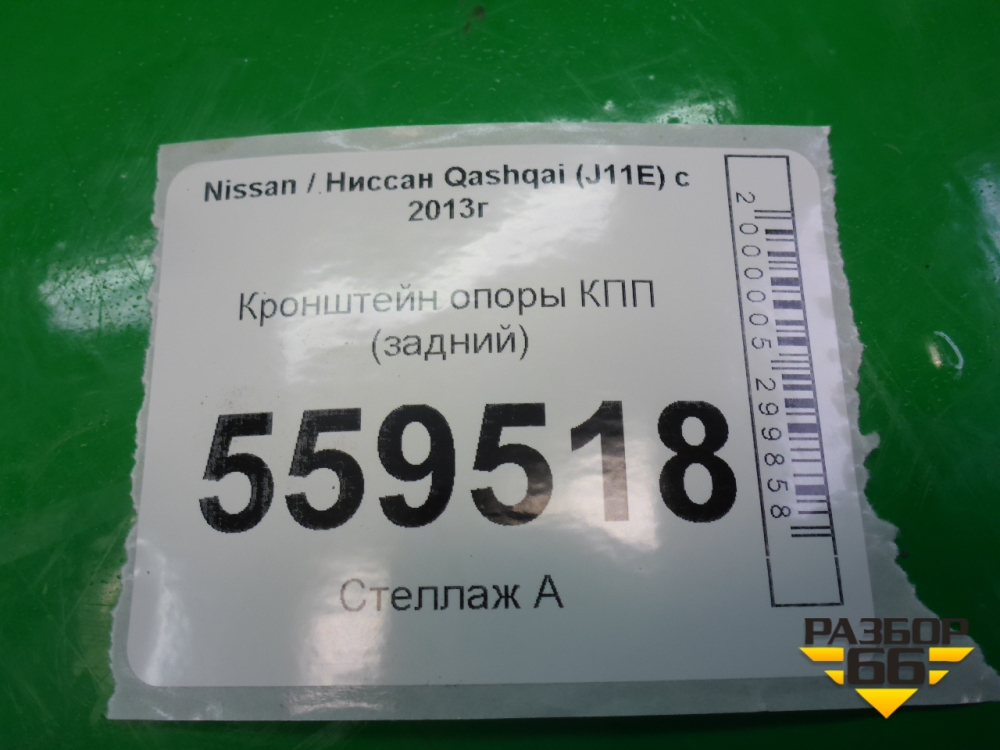 Nissan / Ниссан Qashqai (J11E) с
2013г
Кронштейн опоры КПП
(задний)
559518
Стеллаж А
2000005299858
РАЗБОР
66